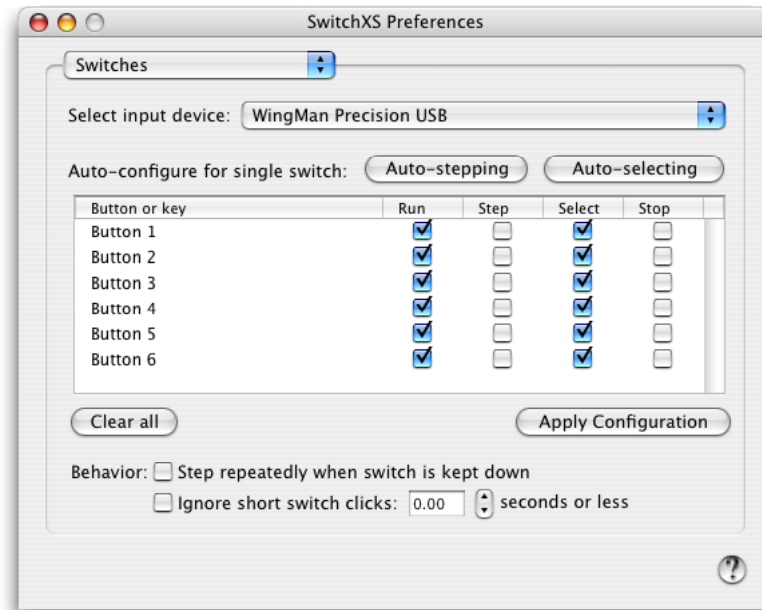 SwitchXS Preferences
Switches
Select input device: WingMan Precision USB
Auto-configure for single switch: Auto-stepping Auto-selecting
Button or key Run Step Select Stop
Button 1
Button 2
Button 3
Button 4
Button 5
Button 6
Clear all Apply Configuration
Behavior: Step repeatedly when switch is kept down
Ignore short switch clicks: 0.00 seconds or less
?